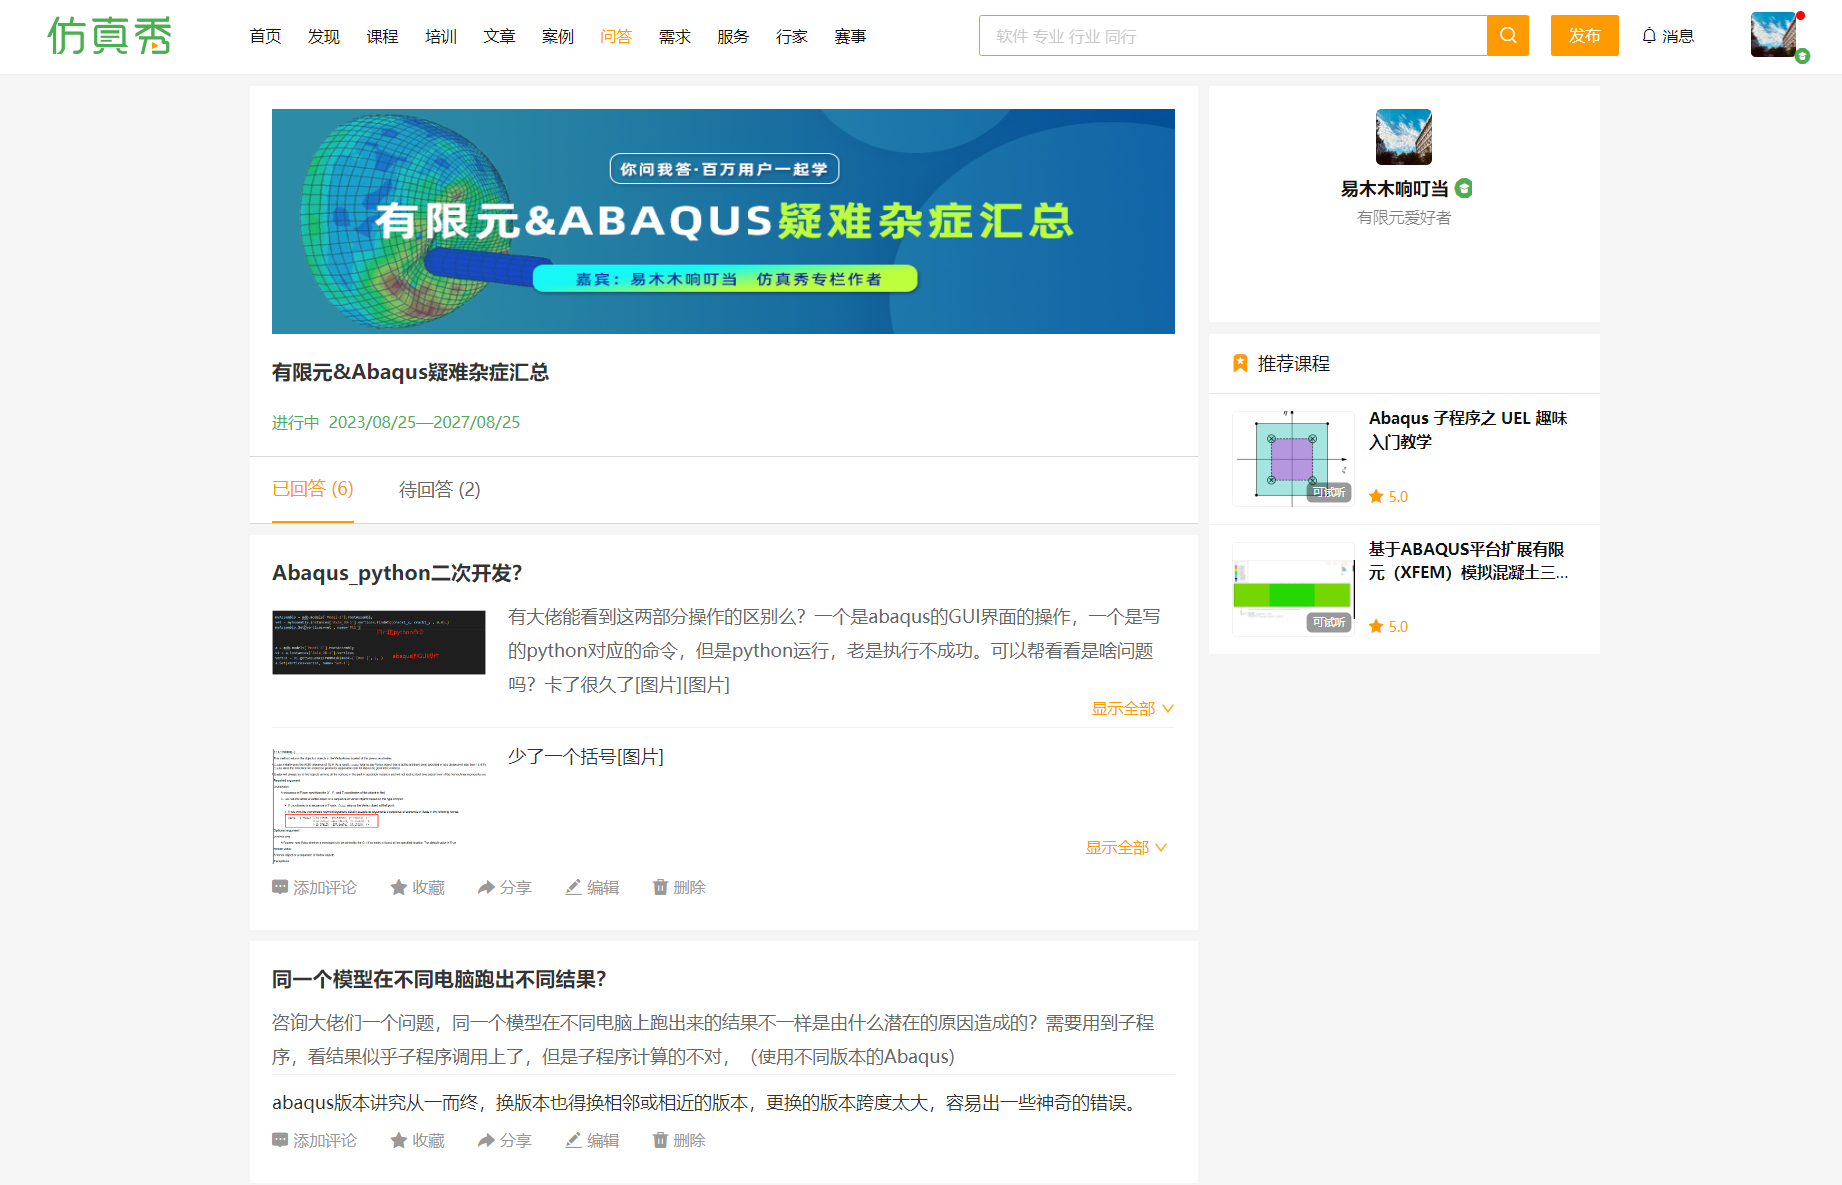 仿真秀
首页 发现 课程 培训 文章 案例 问答 需求 服务 行家 赛事
软件 专业 行业 同行
发布
消息
你问我答·百万用户一起学
有限元&ABAQUS疑难杂症汇总
嘉宾：易木木响叮当 仿真秀专栏作者
有限元&Abaqus疑难杂症汇总
进行中 2023/08/25—2027/08/25
已回答 (6) 待回答 (2)
Abaqus_python二次开发?
有大佬能看到这两部分操作的区别么？一个是abaqus的GUI界面的操作，一个是写
的python对应的命令，但是python运行，老是执行不成功。可以帮看看是啥问题
吗？卡了很久了[图片][图片]
显示全部
少了一个括号[图片]
显示全部
添加评论 收藏 分享 编辑 删除
同一个模型在不同电脑跑出不同结果?
咨询大佬们一个问题，同一个模型在不同电脑上跑出来的结果不一样是由什么潜在的原因造成的？需要用到子程
序，看结果似乎子程序调用上了，但是子程序计算的不对，（使用不同版本的Abaqus)
abaqus版本讲究从一而终，换版本也得换相邻或相近的版本，更换的版本跨度太大，容易出一些神奇的错误。
添加评论 收藏 分享 编辑 删除
易木木响叮当
有限元爱好者
推荐课程
Abaqus 子程序之 UEL 趣味
入门教学
可试听
5.0
基于ABAQUS平台扩展有限
元（XFEM）模拟混凝土三...
可试听
5.0